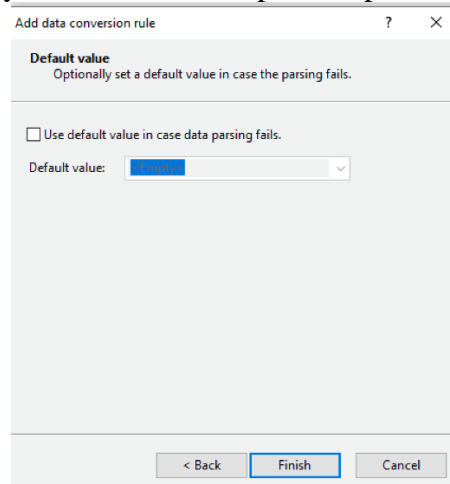 Add data conversion rule ? ×
Default value
Optionally set a default value in case the parsing fails.
Use default value in case data parsing fails.
Default value: <Empty>
< Back Finish Cancel